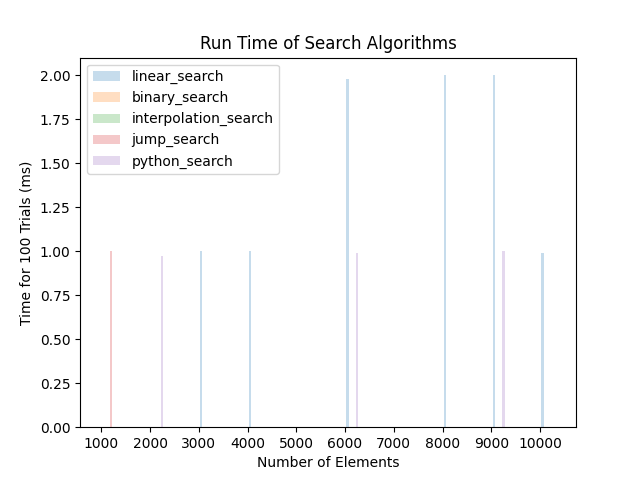 Run Time of Search Algorithms
linear_search
binary_search
interpolation_search
jump_search
python_search
Time for 100 Trials (ms)
2.00
1.75
1.50
1.25
1.00
0.75
0.50
0.25
0.00
1000 2000 3000 4000 5000 6000 7000 8000 9000 10000
Number of Elements